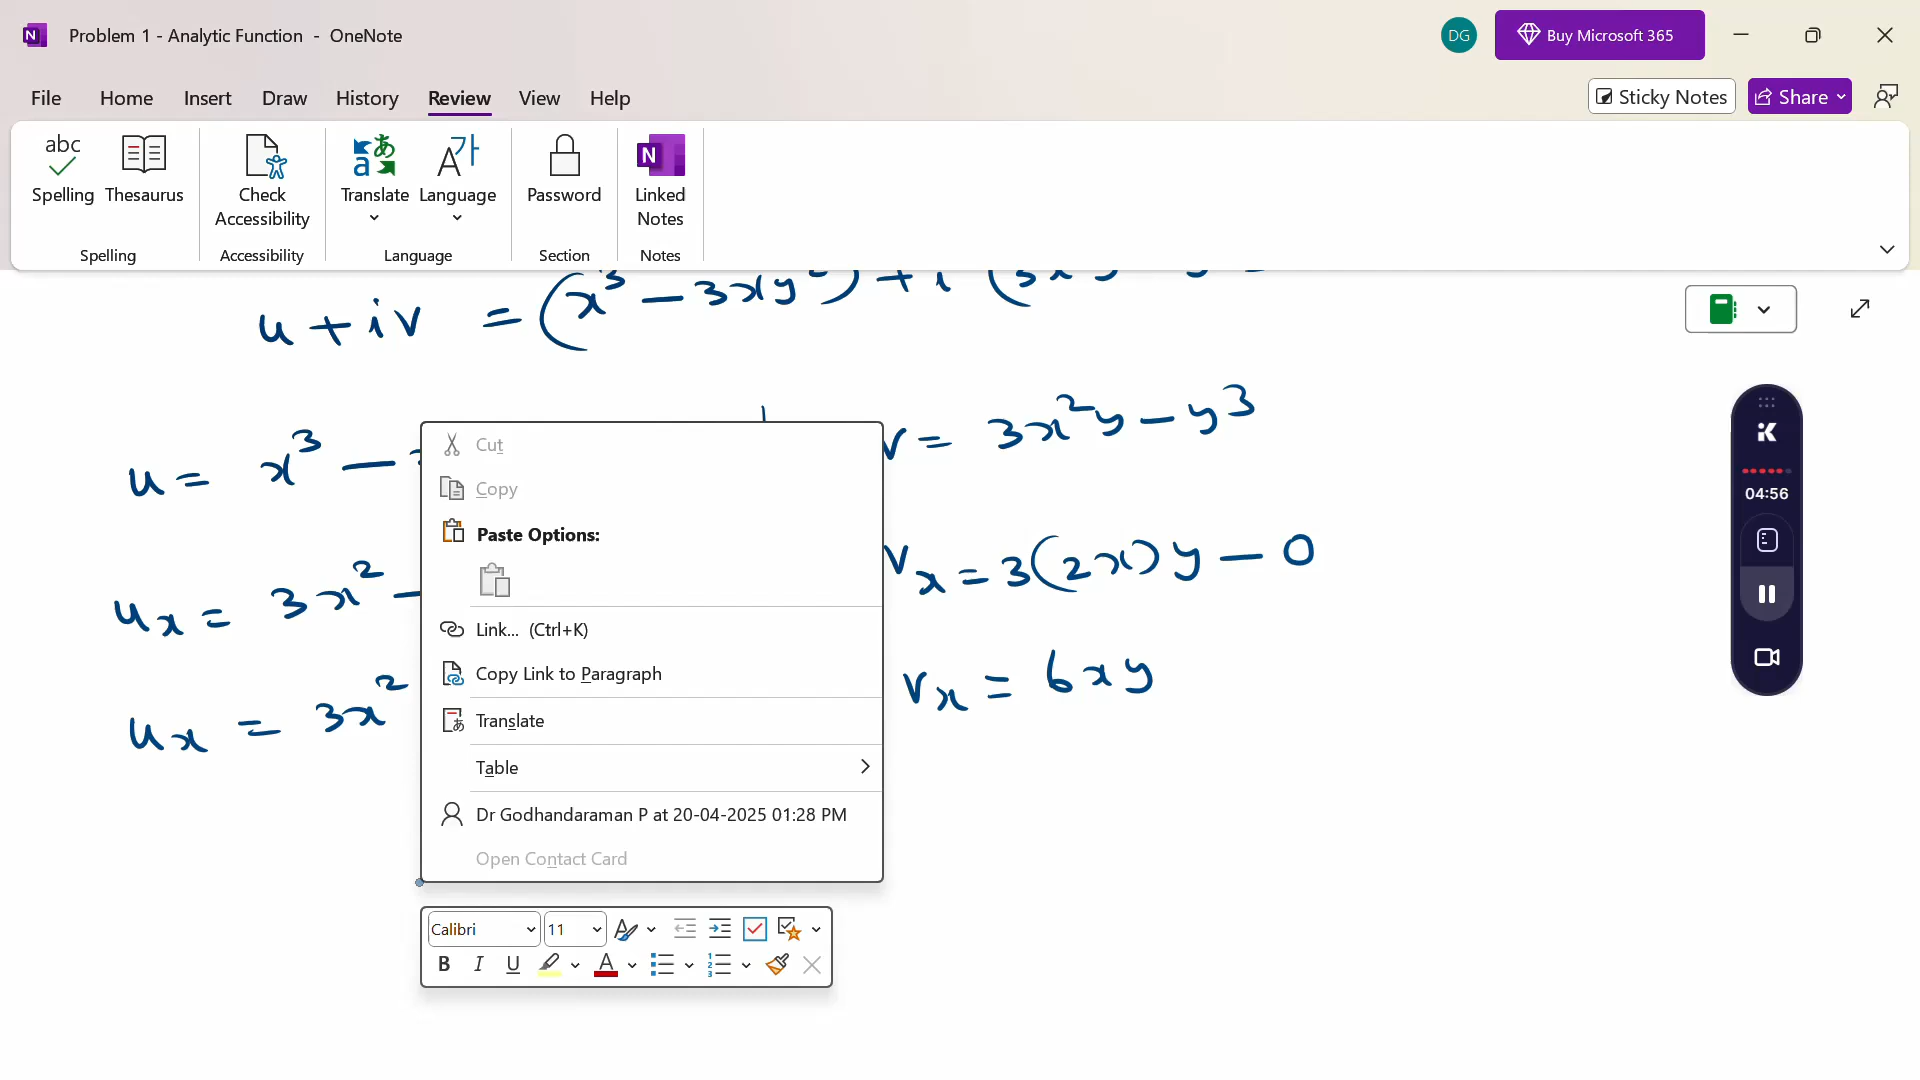 Problem 1 - Analytic Function - OneNote
DG
Buy Microsoft 365
File Home Insert Draw History Review View Help
Sticky Notes
Share
abc
Spelling
Thesaurus
Check Accessibility
Translate
Language
Password
Linked Notes
Spelling
Accessibility
Language
Section
Notes
u + iv = (x³ - 3xy²) + i (3x
u = x³ -
v = 3x²y - y3
uₓ = 3x² -
vₓ = 3(2x)y - 0
uₓ = 3x²
vₓ = 6xy
Cut
Copy
Paste Options:
Link... (Ctrl+K)
Copy Link to Paragraph
Translate
Table
Dr Godhandaraman P at 20-04-2025 01:28 PM
Open Contact Card
Calibri 11
B I U
04:56